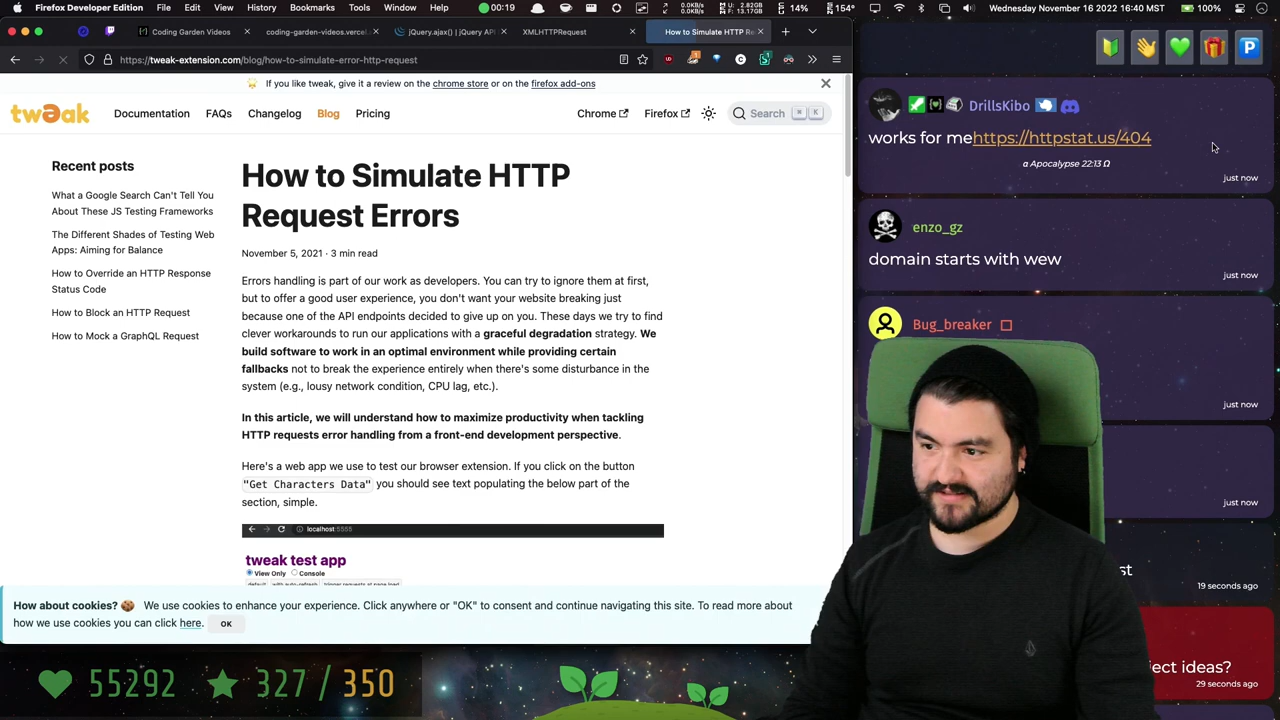 Firefox Developer Edition File Edit View History Bookmarks Tools Window Help 00:19 14% 154° Wednesday November 16 2022 16:40 MST 100%
Coding Garden Videos coding-garden-videos.vercel. jQuery.ajax() | jQuery API XMLHTTPRequest How to Simulate HTTP Re
https://tweak-extension.com/blog/how-to-simulate-error-http-request
If you like tweak, give it a review on the chrome store or on the firefox add-ons
tweak Documentation FAQs Changelog Blog Pricing Chrome Firefox Search ⌘ K
Recent posts
What a Google Search Can't Tell You
About These JS Testing Frameworks
The Different Shades of Testing Web
Apps: Aiming for Balance
How to Override an HTTP Response
Status Code
How to Block an HTTP Request
How to Mock a GraphQL Request
How to Simulate HTTP
Request Errors
November 5, 2021 · 3 min read
Errors handling is part of our work as developers. You can try to ignore them at first,
but to offer a good user experience, you don't want your website breaking just
because one of the API endpoints decided to give up on you. These days we try to find
clever workarounds to run our applications with a graceful degradation strategy. We
build software to work in an optimal environment while providing certain
fallbacks not to break the experience entirely when there's some disturbance in the
system (e.g., lousy network condition, CPU lag, etc.).
In this article, we will understand how to maximize productivity when tackling
HTTP requests error handling from a front-end development perspective.
Here's a web app we use to test our browser extension. If you click on the button
"Get Characters Data" you should see text populating the below part of the
section, simple.
localhost:5555
tweak test app
View Only Console
How about cookies? We use cookies to enhance your experience. Click anywhere or "OK" to consent and continue navigating this site. To read more about
how we use cookies you can click here. OK
55292 327 / 350
DrillsKibo
works for mehttps://httpstat.us/404
α Apocalypse 22:13 Ω
just now
enzo_gz
domain starts with wew
just now
Bug_breaker
just now
just now
st
19 seconds ago
ject ideas?
29 seconds ago